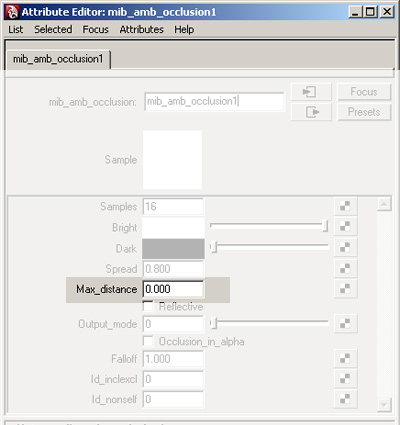 Attribute Editor: mib_amb_occlusion1
List Selected Focus Attributes Help
mib_amb_occlusion1
mib_amb_occlusion: mib_amb_occlusion1 Focus
Presets
Sample
Samples 16
Bright
Dark
Spread 0.800
Max_distance 0.000
Reflective
Output_mode 0
Occlusion_in_alpha
Falloff 1.000
Id_inclexcl 0
Id_nonself 0